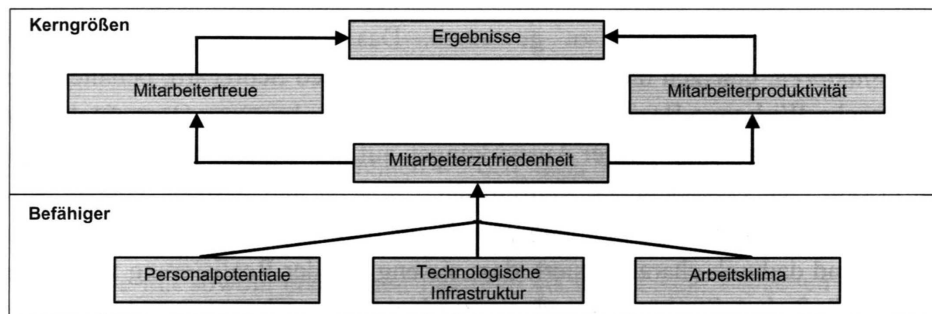 Kerngrößen
Ergebnisse
Mitarbeitertreue
Mitarbeiterproduktivität
Mitarbeiterzufriedenheit
Befähiger
Personalpotentiale
Technologische
Infrastruktur
Arbeitsklima